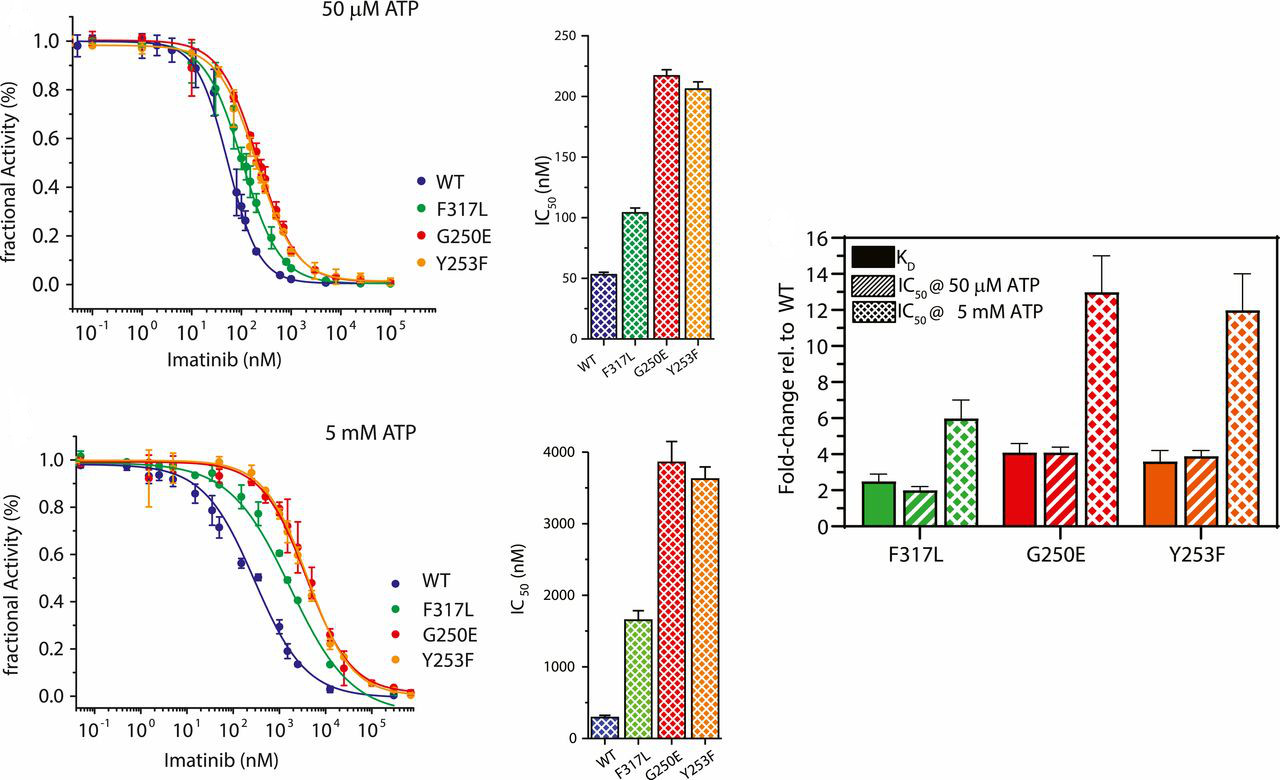 50 μM ATP
fractional Activity (%)
1.0
0.8
0.6
0.4
0.2
0.0
WT
F317L
G250E
Y253F
10⁻¹ 10⁰ 10¹ 10² 10³ 10⁴ 10⁵
Imatinib (nM)
IC₅₀ (nM)
250
200
150
100
50
0
WT F317L G250E Y253F
5 mM ATP
fractional Activity (%)
1.0
0.8
0.6
0.4
0.2
0.0
WT
F317L
G250E
Y253F
10⁻¹ 10⁰ 10¹ 10² 10³ 10⁴ 10⁵
Imatinib (nM)
IC₅₀ (nM)
4000
3000
2000
1000
0
WT F317L G250E Y253F
Fold-change rel. to WT
16
14
12
10
8
6
4
2
0
K_D
IC₅₀ @ 50 μM ATP
IC₅₀ @ 5 mM ATP
F317L G250E Y253F